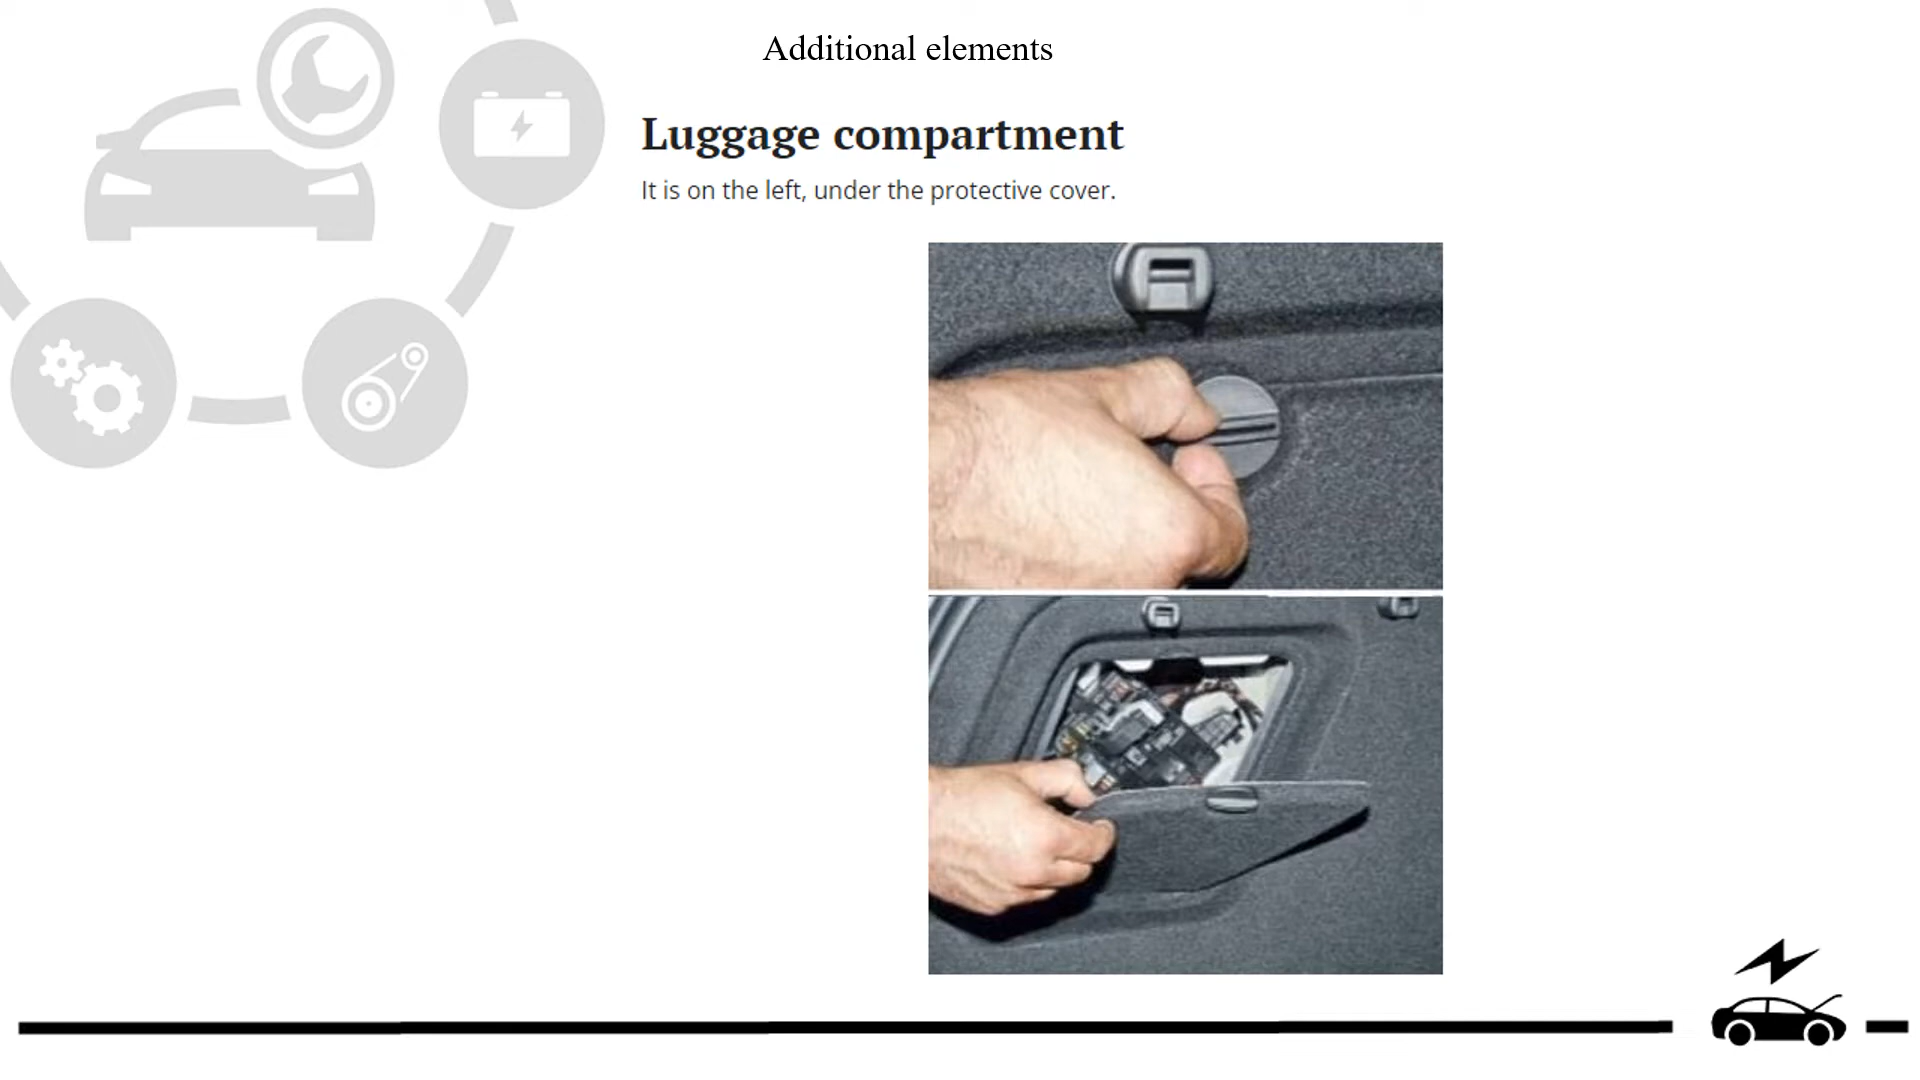 Additional elements
Luggage compartment
It is on the left, under the protective cover.